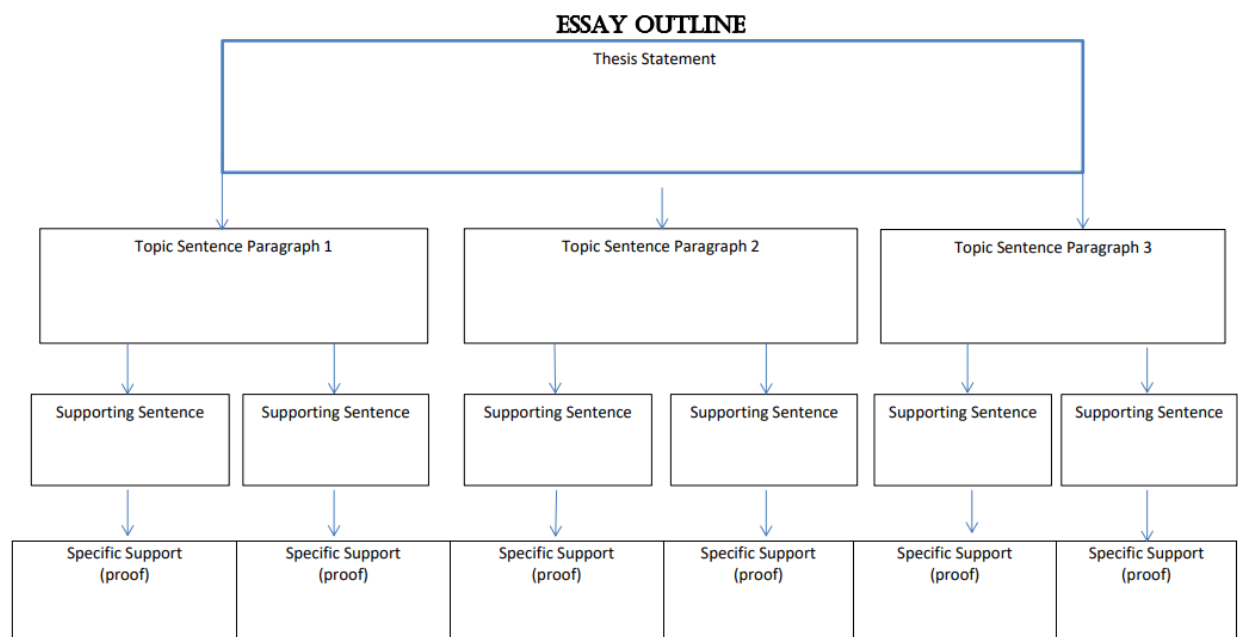 ESSAY OUTLINE
Thesis Statement
Topic Sentence Paragraph 1
Topic Sentence Paragraph 2
Topic Sentence Paragraph 3
Supporting Sentence
Supporting Sentence
Supporting Sentence
Supporting Sentence
Supporting Sentence
Supporting Sentence
Specific Support
(proof)
Specific Support
(proof)
Specific Support
(proof)
Specific Support
(proof)
Specific Support
(proof)
Specific Support
(proof)